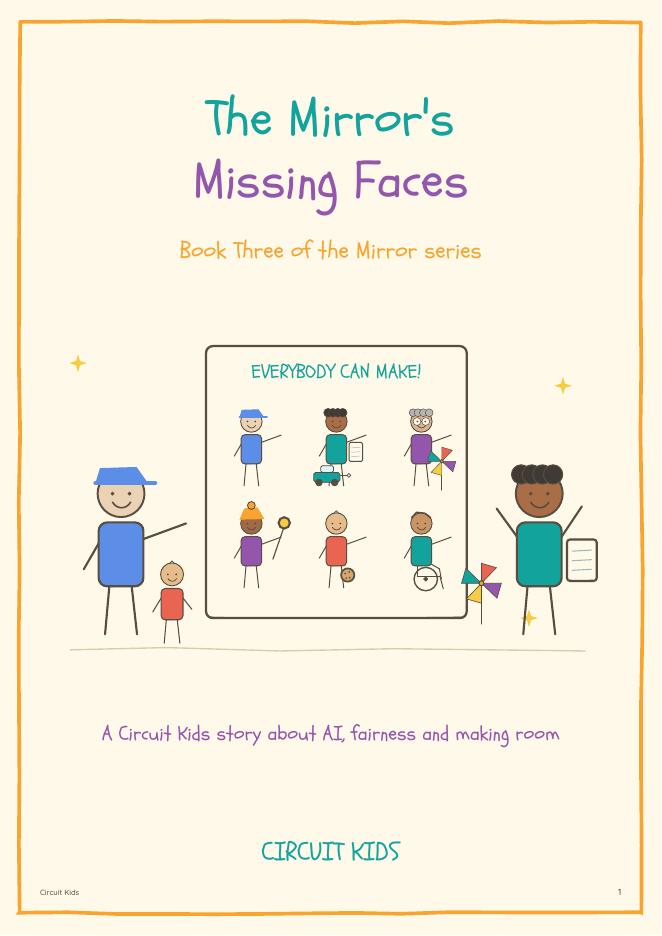 The Mirror's
Missing Faces
Book Three of the Mirror series
EVERYBODY CAN MAKE!
A Circuit Kids story about AI, fairness and making room
CIRCUIT KIDS
Circuit Kids
1